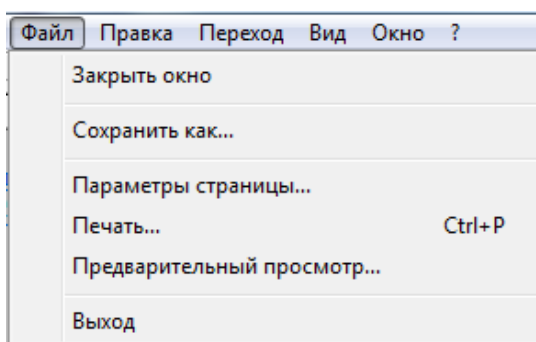 Файл Правка Переход Вид Окно ?
Закрыть окно
Сохранить как...
Параметры страницы...
Печать... Ctrl+P
Предварительный просмотр...
Выход